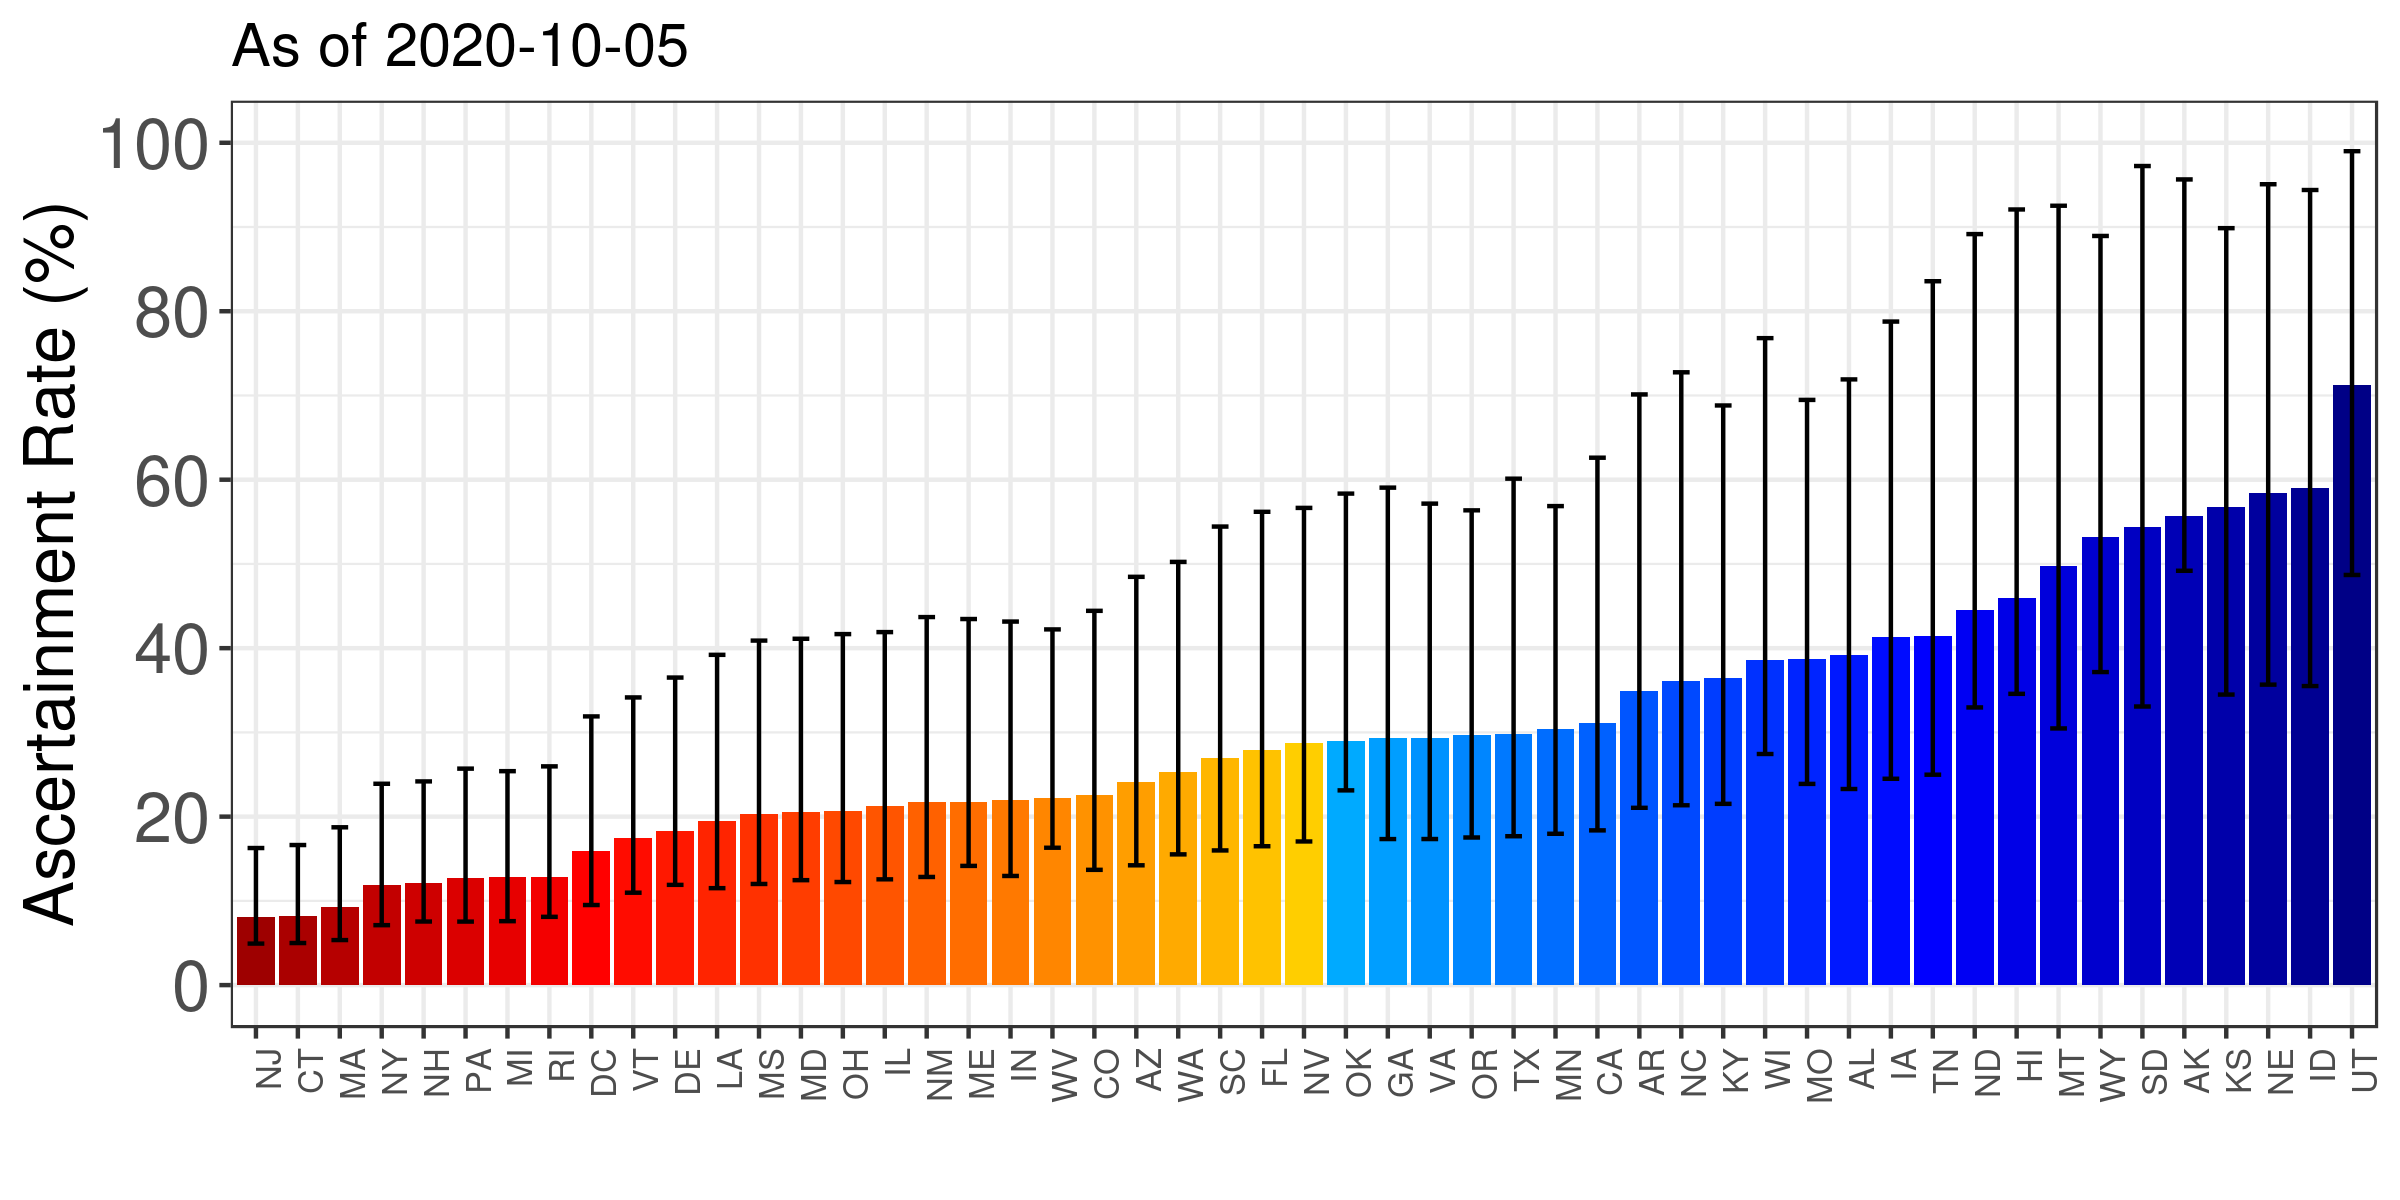 As of 2020-10-05
Ascertainment Rate (%)
100
80
60
40
20
0
NJ CT MA NY NH PA MI RI DC VT DE LA MS MD OH IL NM ME IN WV CO AZ WA SC FL NV OK GA VA OR TX MN CA AR NC KY WI MO AL IA TN ND HI MT WY SD AK KS NE ID UT